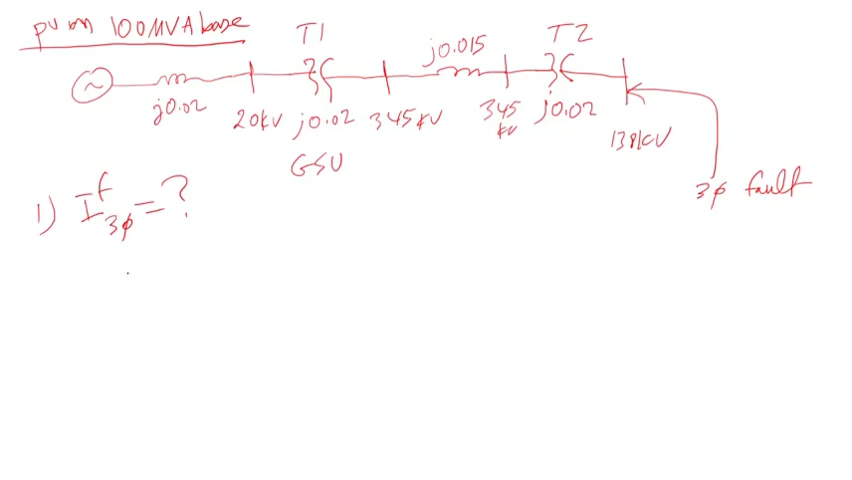 pu on 100MVA base
T1
T2
j0.015
~
j0.02
20kV
j0.02
345kV
345
kV
j0.02
138kV
GSU
3φ fault
1) I^f_3φ = ?